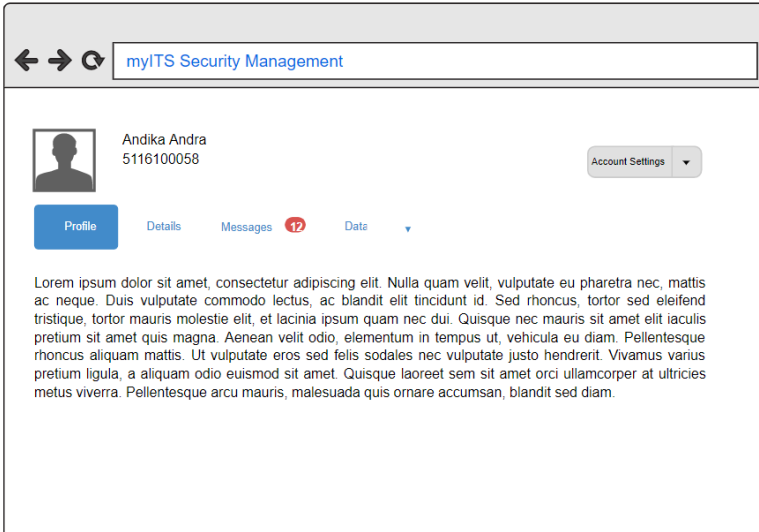 myITS Security Management
Andika Andra
5116100058
Account Settings
Profile Details Messages 12 Data
Lorem ipsum dolor sit amet, consectetur adipiscing elit. Nulla quam velit, vulputate eu pharetra nec, mattis
ac neque. Duis vulputate commodo lectus, ac blandit elit tincidunt id. Sed rhoncus, tortor sed eleifend
tristique, tortor mauris molestie elit, et lacinia ipsum quam nec dui. Quisque nec mauris sit amet elit iaculis
pretium sit amet quis magna. Aenean velit odio, elementum in tempus ut, vehicula eu diam. Pellentesque
rhoncus aliquam mattis. Ut vulputate eros sed felis sodales nec vulputate justo hendrerit. Vivamus varius
pretium ligula, a aliquam odio euismod sit amet. Quisque laoreet sem sit amet orci ullamcorper at ultricies
metus viverra. Pellentesque arcu mauris, malesuada quis ornare accumsan, blandit sed diam.